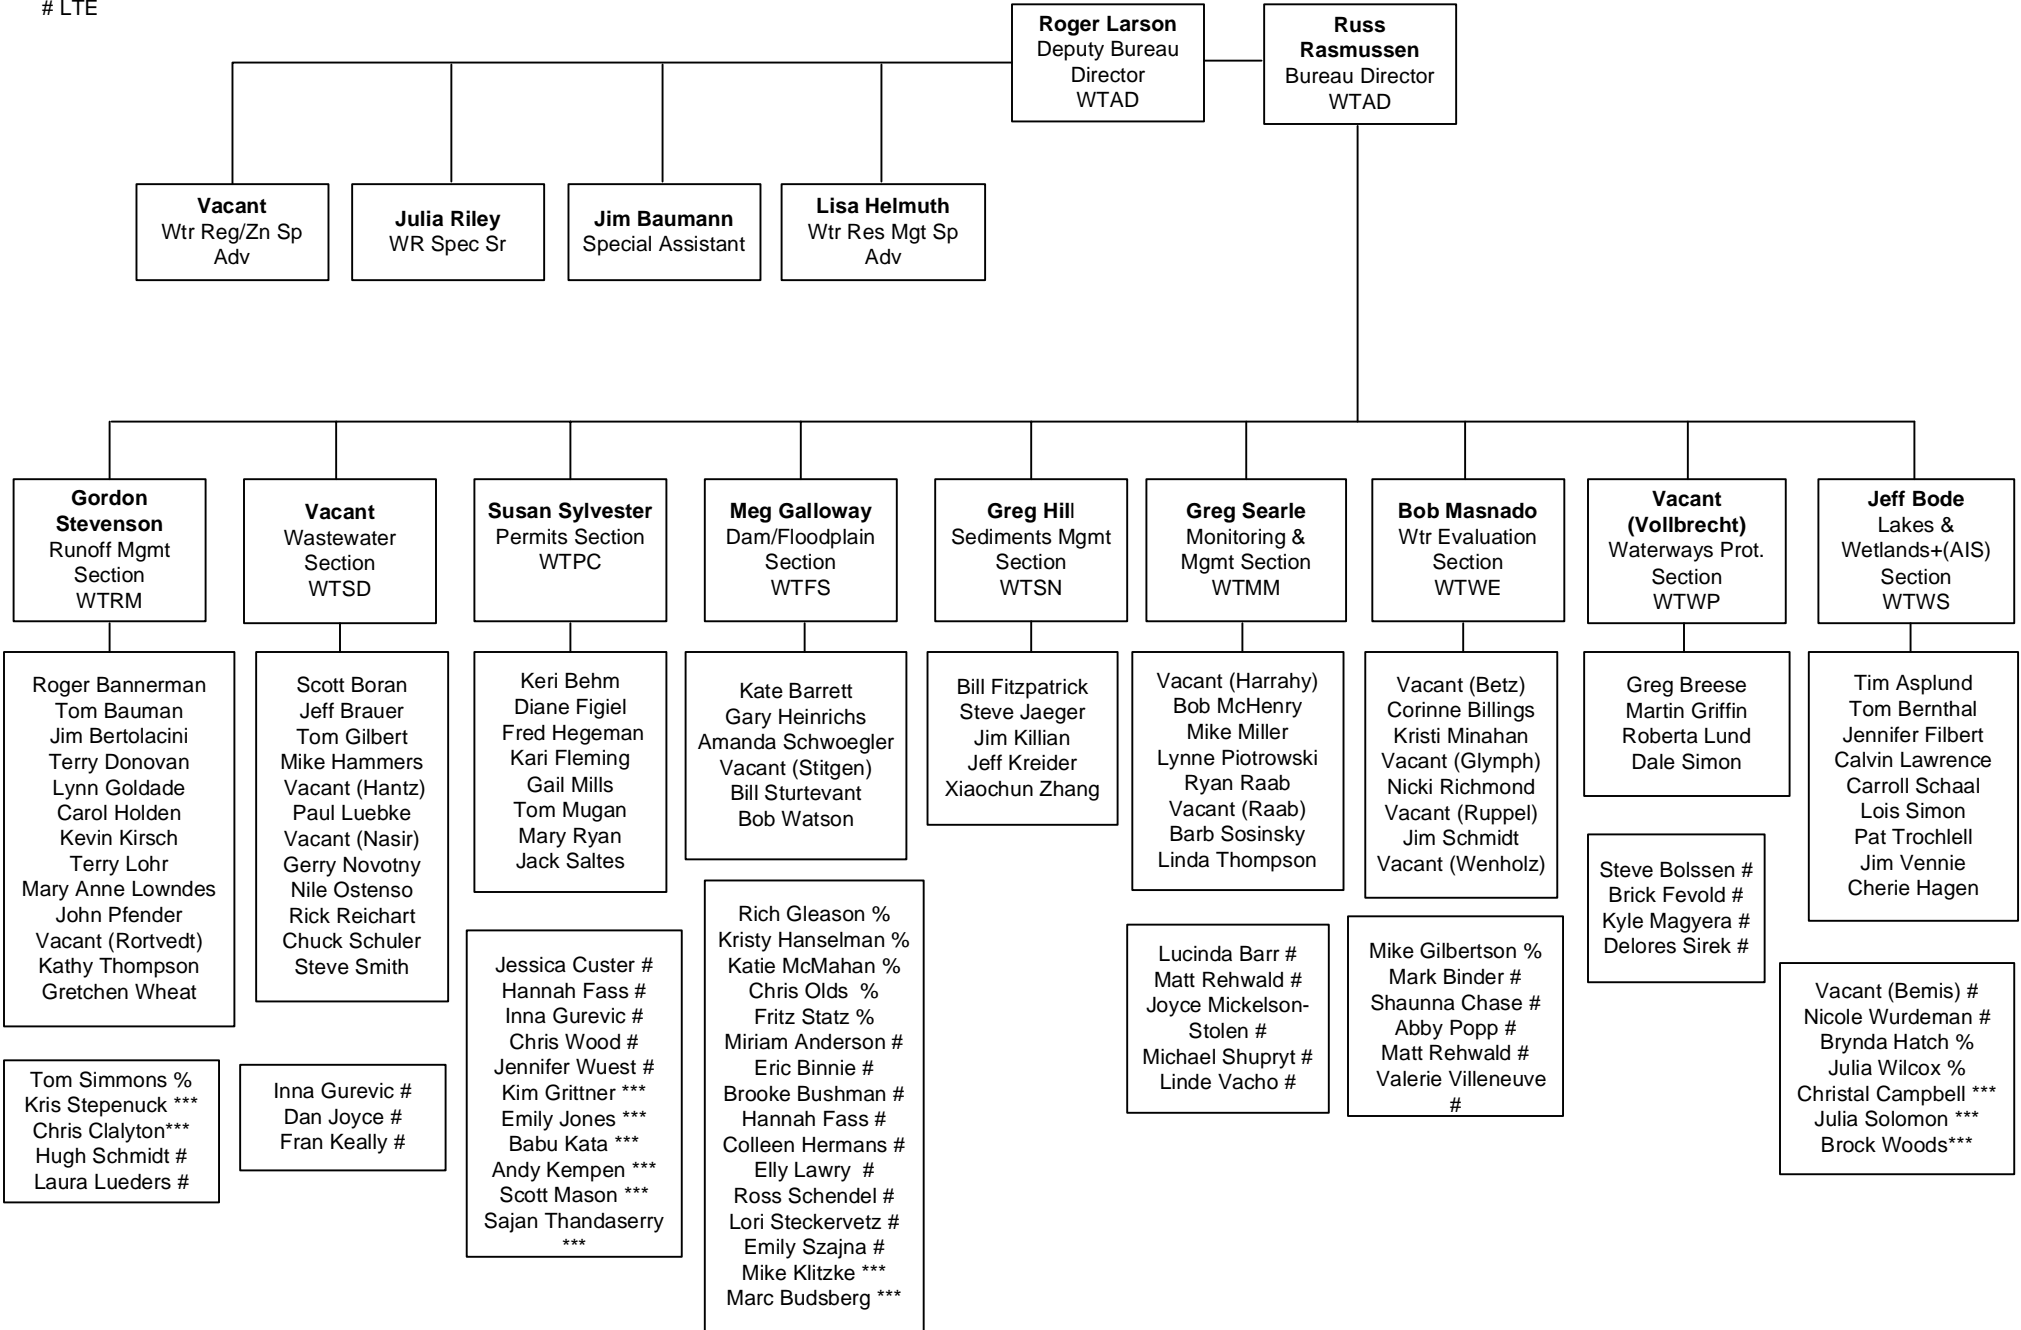 # LTE
Roger Larson
Deputy Bureau
Director
WTAD
Russ
Rasmussen
Bureau Director
WTAD
Vacant
Wtr Reg/Zn Sp
Adv
Julia Riley
WR Spec Sr
Jim Baumann
Special Assistant
Lisa Helmuth
Wtr Res Mgt Sp
Adv
Gordon
Stevenson
Runoff Mgmt
Section
WTRM
Vacant
Wastewater
Section
WTSD
Susan Sylvester
Permits Section
WTPC
Meg Galloway
Dam/Floodplain
Section
WTFS
Greg Hill
Sediments Mgmt
Section
WTSN
Greg Searle
Monitoring &
Mgmt Section
WTMM
Bob Masnado
Wtr Evaluation
Section
WTWE
Vacant
(Vollbrecht)
Waterways Prot.
Section
WTWP
Jeff Bode
Lakes &
Wetlands+(AIS)
Section
WTWS
Roger Bannerman
Tom Bauman
Jim Bertolacini
Terry Donovan
Lynn Goldade
Carol Holden
Kevin Kirsch
Terry Lohr
Mary Anne Lowndes
John Pfender
Vacant (Rortvedt)
Kathy Thompson
Gretchen Wheat
Scott Boran
Jeff Brauer
Tom Gilbert
Mike Hammers
Vacant (Hantz)
Paul Luebke
Vacant (Nasir)
Gerry Novotny
Nile Ostenso
Rick Reichart
Chuck Schuler
Steve Smith
Keri Behm
Diane Figiel
Fred Hegeman
Kari Fleming
Gail Mills
Tom Mugan
Mary Ryan
Jack Saltes
Kate Barrett
Gary Heinrichs
Amanda Schwoegler
Vacant (Stitgen)
Bill Sturtevant
Bob Watson
Bill Fitzpatrick
Steve Jaeger
Jim Killian
Jeff Kreider
Xiaochun Zhang
Vacant (Harrahy)
Bob McHenry
Mike Miller
Lynne Piotrowski
Ryan Raab
Vacant (Raab)
Barb Sosinsky
Linda Thompson
Vacant (Betz)
Corinne Billings
Kristi Minahan
Vacant (Glymph)
Nicki Richmond
Vacant (Ruppel)
Jim Schmidt
Vacant (Wenholz)
Greg Breese
Martin Griffin
Roberta Lund
Dale Simon
Tim Asplund
Tom Bernthal
Jennifer Filbert
Calvin Lawrence
Carroll Schaal
Lois Simon
Pat Trochlell
Jim Vennie
Cherie Hagen
Tom Simmons %
Kris Stepenuck ***
Chris Clalyton***
Hugh Schmidt #
Laura Lueders #
Inna Gurevic #
Dan Joyce #
Fran Keally #
Jessica Custer #
Hannah Fass #
Inna Gurevic #
Chris Wood #
Jennifer Wuest #
Kim Grittner ***
Emily Jones ***
Babu Kata ***
Andy Kempen ***
Scott Mason ***
Sajan Thandaserry
***
Rich Gleason %
Kristy Hanselman %
Katie McMahan %
Chris Olds %
Fritz Statz %
Miriam Anderson #
Eric Binnie #
Brooke Bushman #
Hannah Fass #
Colleen Hermans #
Elly Lawry #
Ross Schendel #
Lori Steckervetz #
Emily Szajna #
Mike Klitzke ***
Marc Budsberg ***
Lucinda Barr #
Matt Rehwald #
Joyce Mickelson-
Stolen #
Michael Shupryt #
Linde Vacho #
Mike Gilbertson %
Mark Binder #
Shaunna Chase #
Abby Popp #
Matt Rehwald #
Valerie Villeneuve
#
Steve Bolssen #
Brick Fevold #
Kyle Magyera #
Delores Sirek #
Vacant (Bemis) #
Nicole Wurdeman #
Brynda Hatch %
Julia Wilcox %
Christal Campbell ***
Julia Solomon ***
Brock Woods***